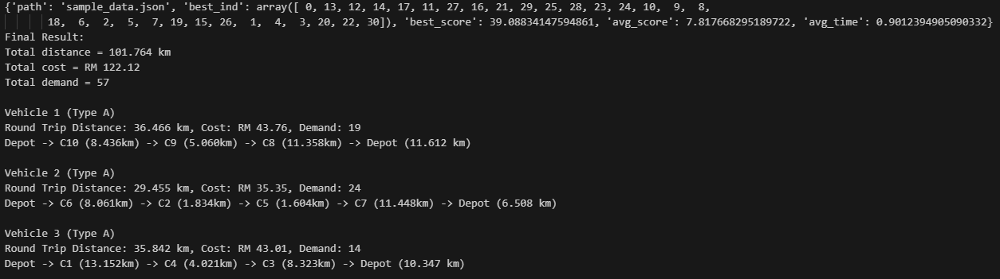 {'path': 'sample_data.json', 'best_ind': array([ 0, 13, 12, 14, 17, 11, 27, 16, 21, 29, 25, 28, 23, 24, 10,  9,  8,
       18,  6,  2,  5,  7, 19, 15, 26,  1,  4,  3, 20, 22, 30]), 'best_score': 39.08834147594861, 'avg_score': 7.817668295189722, 'avg_time': 0.9012394905090332}
Final Result:
Total distance = 101.764 km
Total cost = RM 122.12
Total demand = 57

Vehicle 1 (Type A)
Round Trip Distance: 36.466 km, Cost: RM 43.76, Demand: 19
Depot -> C10 (8.436km) -> C9 (5.060km) -> C8 (11.358km) -> Depot (11.612 km)

Vehicle 2 (Type A)
Round Trip Distance: 29.455 km, Cost: RM 35.35, Demand: 24
Depot -> C6 (8.061km) -> C2 (1.834km) -> C5 (1.604km) -> C7 (11.448km) -> Depot (6.508 km)

Vehicle 3 (Type A)
Round Trip Distance: 35.842 km, Cost: RM 43.01, Demand: 14
Depot -> C1 (13.152km) -> C4 (4.021km) -> C3 (8.323km) -> Depot (10.347 km)